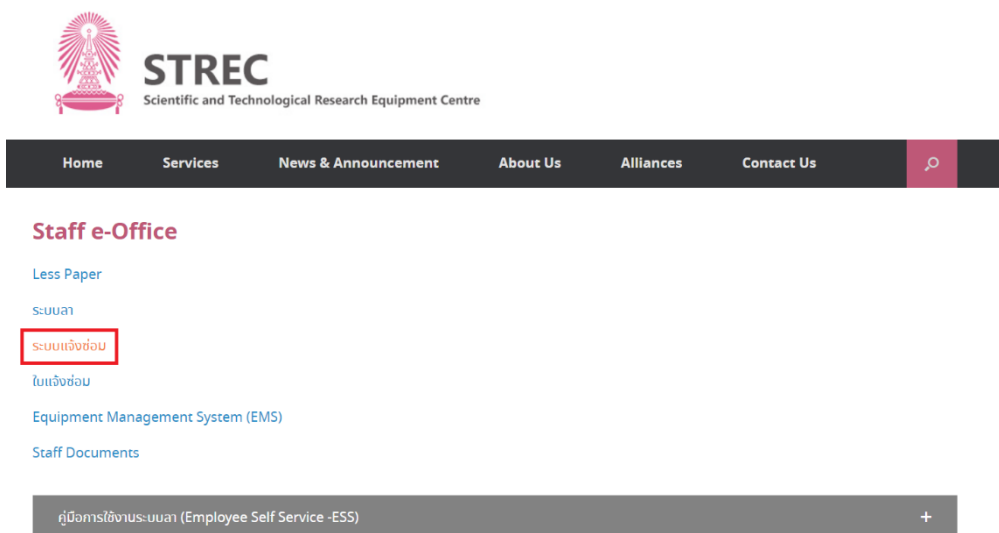 STREC
Scientific and Technological Research Equipment Centre
Home Services News & Announcement About Us Alliances Contact Us
Staff e-Office
Less Paper
ระบบลา
ระบบแจ้งซ่อม
ใบแจ้งซ่อม
Equipment Management System (EMS)
Staff Documents
คู่มือการใช้งานระบบลา (Employee Self Service -ESS) +